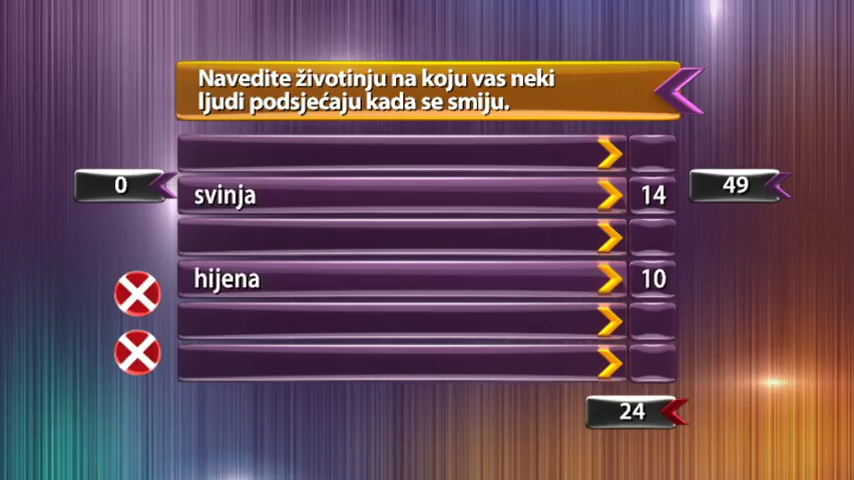 Navedite životinju na koju vas neki
ljudi podsjećaju kada se smiju.
0
svinja 14
49
hijena 10
24